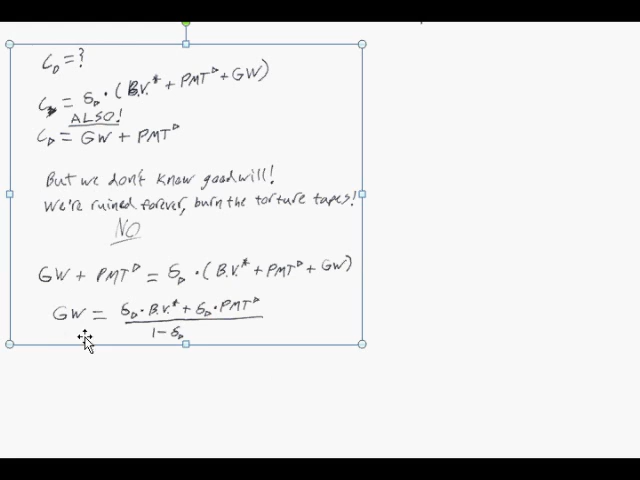 C_D = ?
C_D = S_D · (B.V.* + PMT^D + GW)
ALSO!
C_D = GW + PMT^D
But we don't know goodwill!
We're ruined forever, burn the torture tapes!
NO
GW + PMT^D = S_D · (B.V.* + PMT^D + GW)
GW = S_D · B.V.* + S_D · PMT^D
1 - S_D